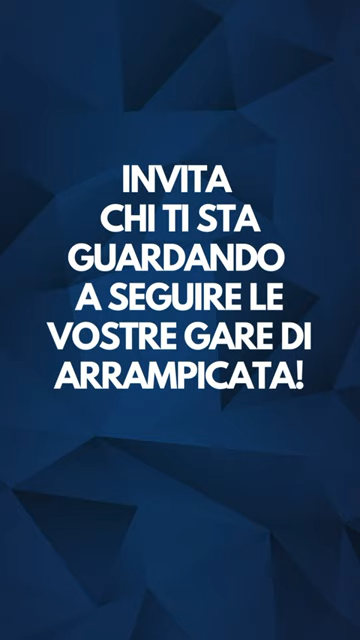 INVITA
CHI TI STA
GUARDANDO
A SEGUIRE LE
VOSTRE GARE DI
ARRAMPICATA!